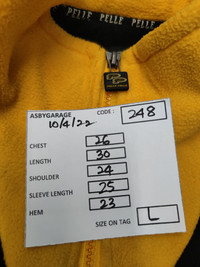 PELLE PELLE PELLE
ASBYGARAGE
10/4/22
CODE : 248
CHEST 26
LENGTH 30
SHOULDER 24
SLEEVE LENGTH 25
HEM 23
SIZE ON TAG L